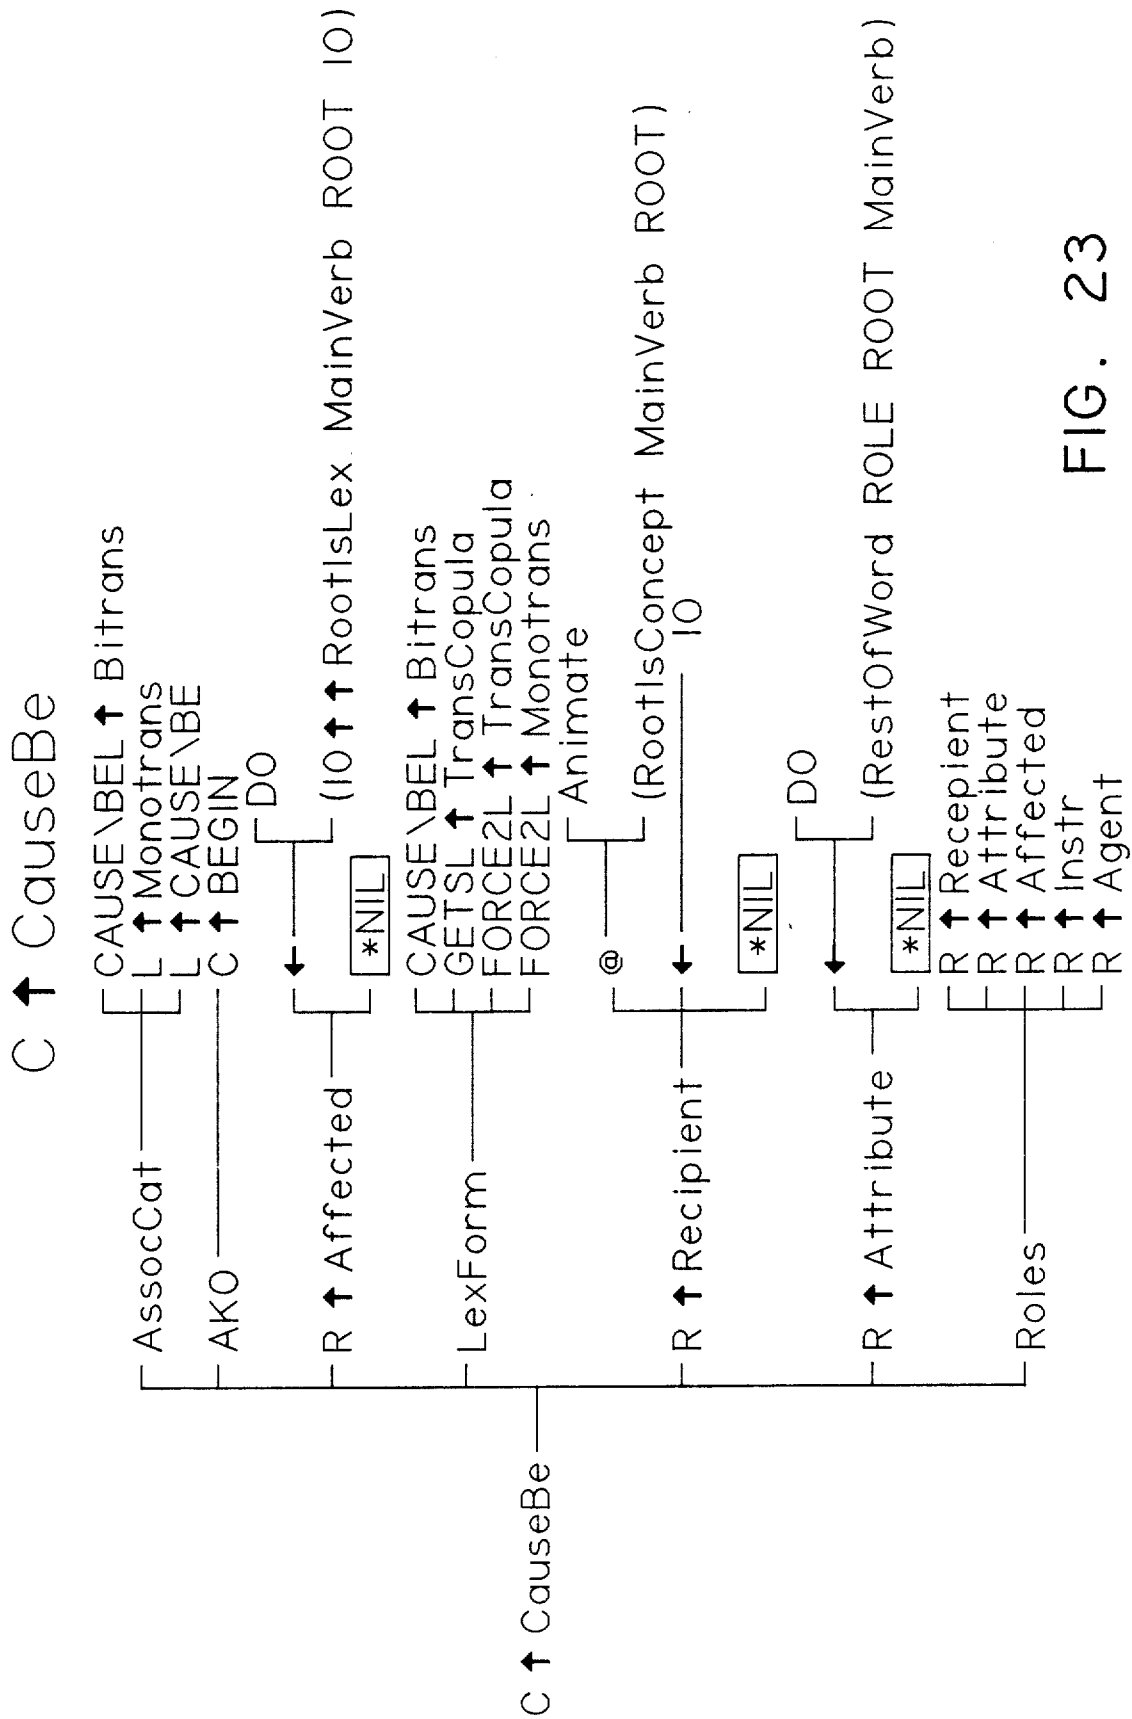 C ↑ CauseBe
C ↑ CauseBe
AssocCat
CAUSE\BEL ↑ Bitrans
L ↑ Monotrans
L ↑ CAUSE\BE
AKO
C ↑ BEGIN
R ↑ Affected
←
DO
(IO ↑ ↑ RootIsLex MainVerb ROOT IO)
*NIL
LexForm
CAUSE\BEL ↑ Bitrans
GETSL ↑ TransCopula
FORCE2L ↑ TransCopula
FORCE2L ↑ Monotrans
R ↑ Recipient
@
Animate
(RootIsConcept MainVerb ROOT)
← IO
*NIL
R ↑ Attribute
←
DO
(RestOfWord ROLE ROOT MainVerb)
*NIL
Roles
R ↑ Recepient
R ↑ Attribute
R ↑ Affected
R ↑ Instr
R ↑ Agent
FIG. 23